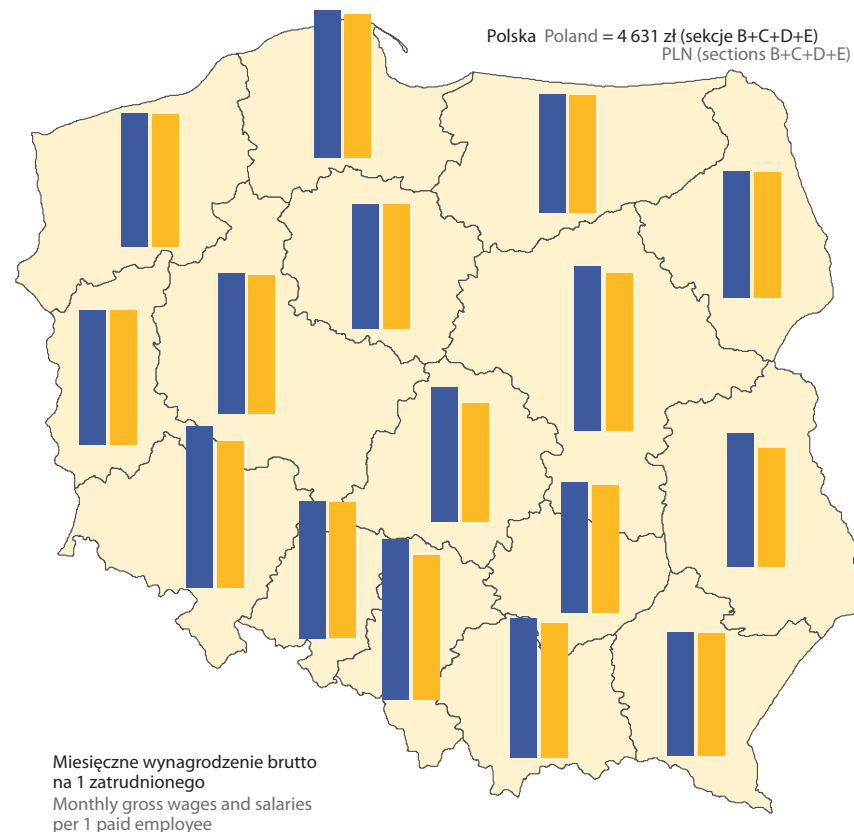 Polska Poland = 4 631 zł (sekcje B+C+D+E)
PLN (sections B+C+D+E)
Miesięczne wynagrodzenie brutto
na 1 zatrudnionego
Monthly gross wages and salaries
per 1 paid employee